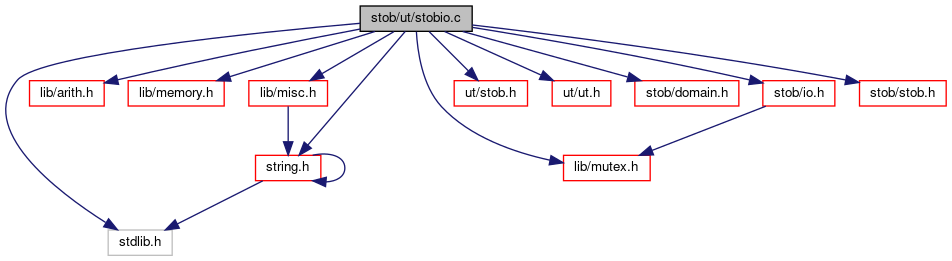 stob/ut/stobio.c
lib/arith.h
lib/memory.h
lib/misc.h
ut/stob.h
ut/ut.h
stob/domain.h
stob/io.h
stob/stob.h
string.h
lib/mutex.h
stdlib.h